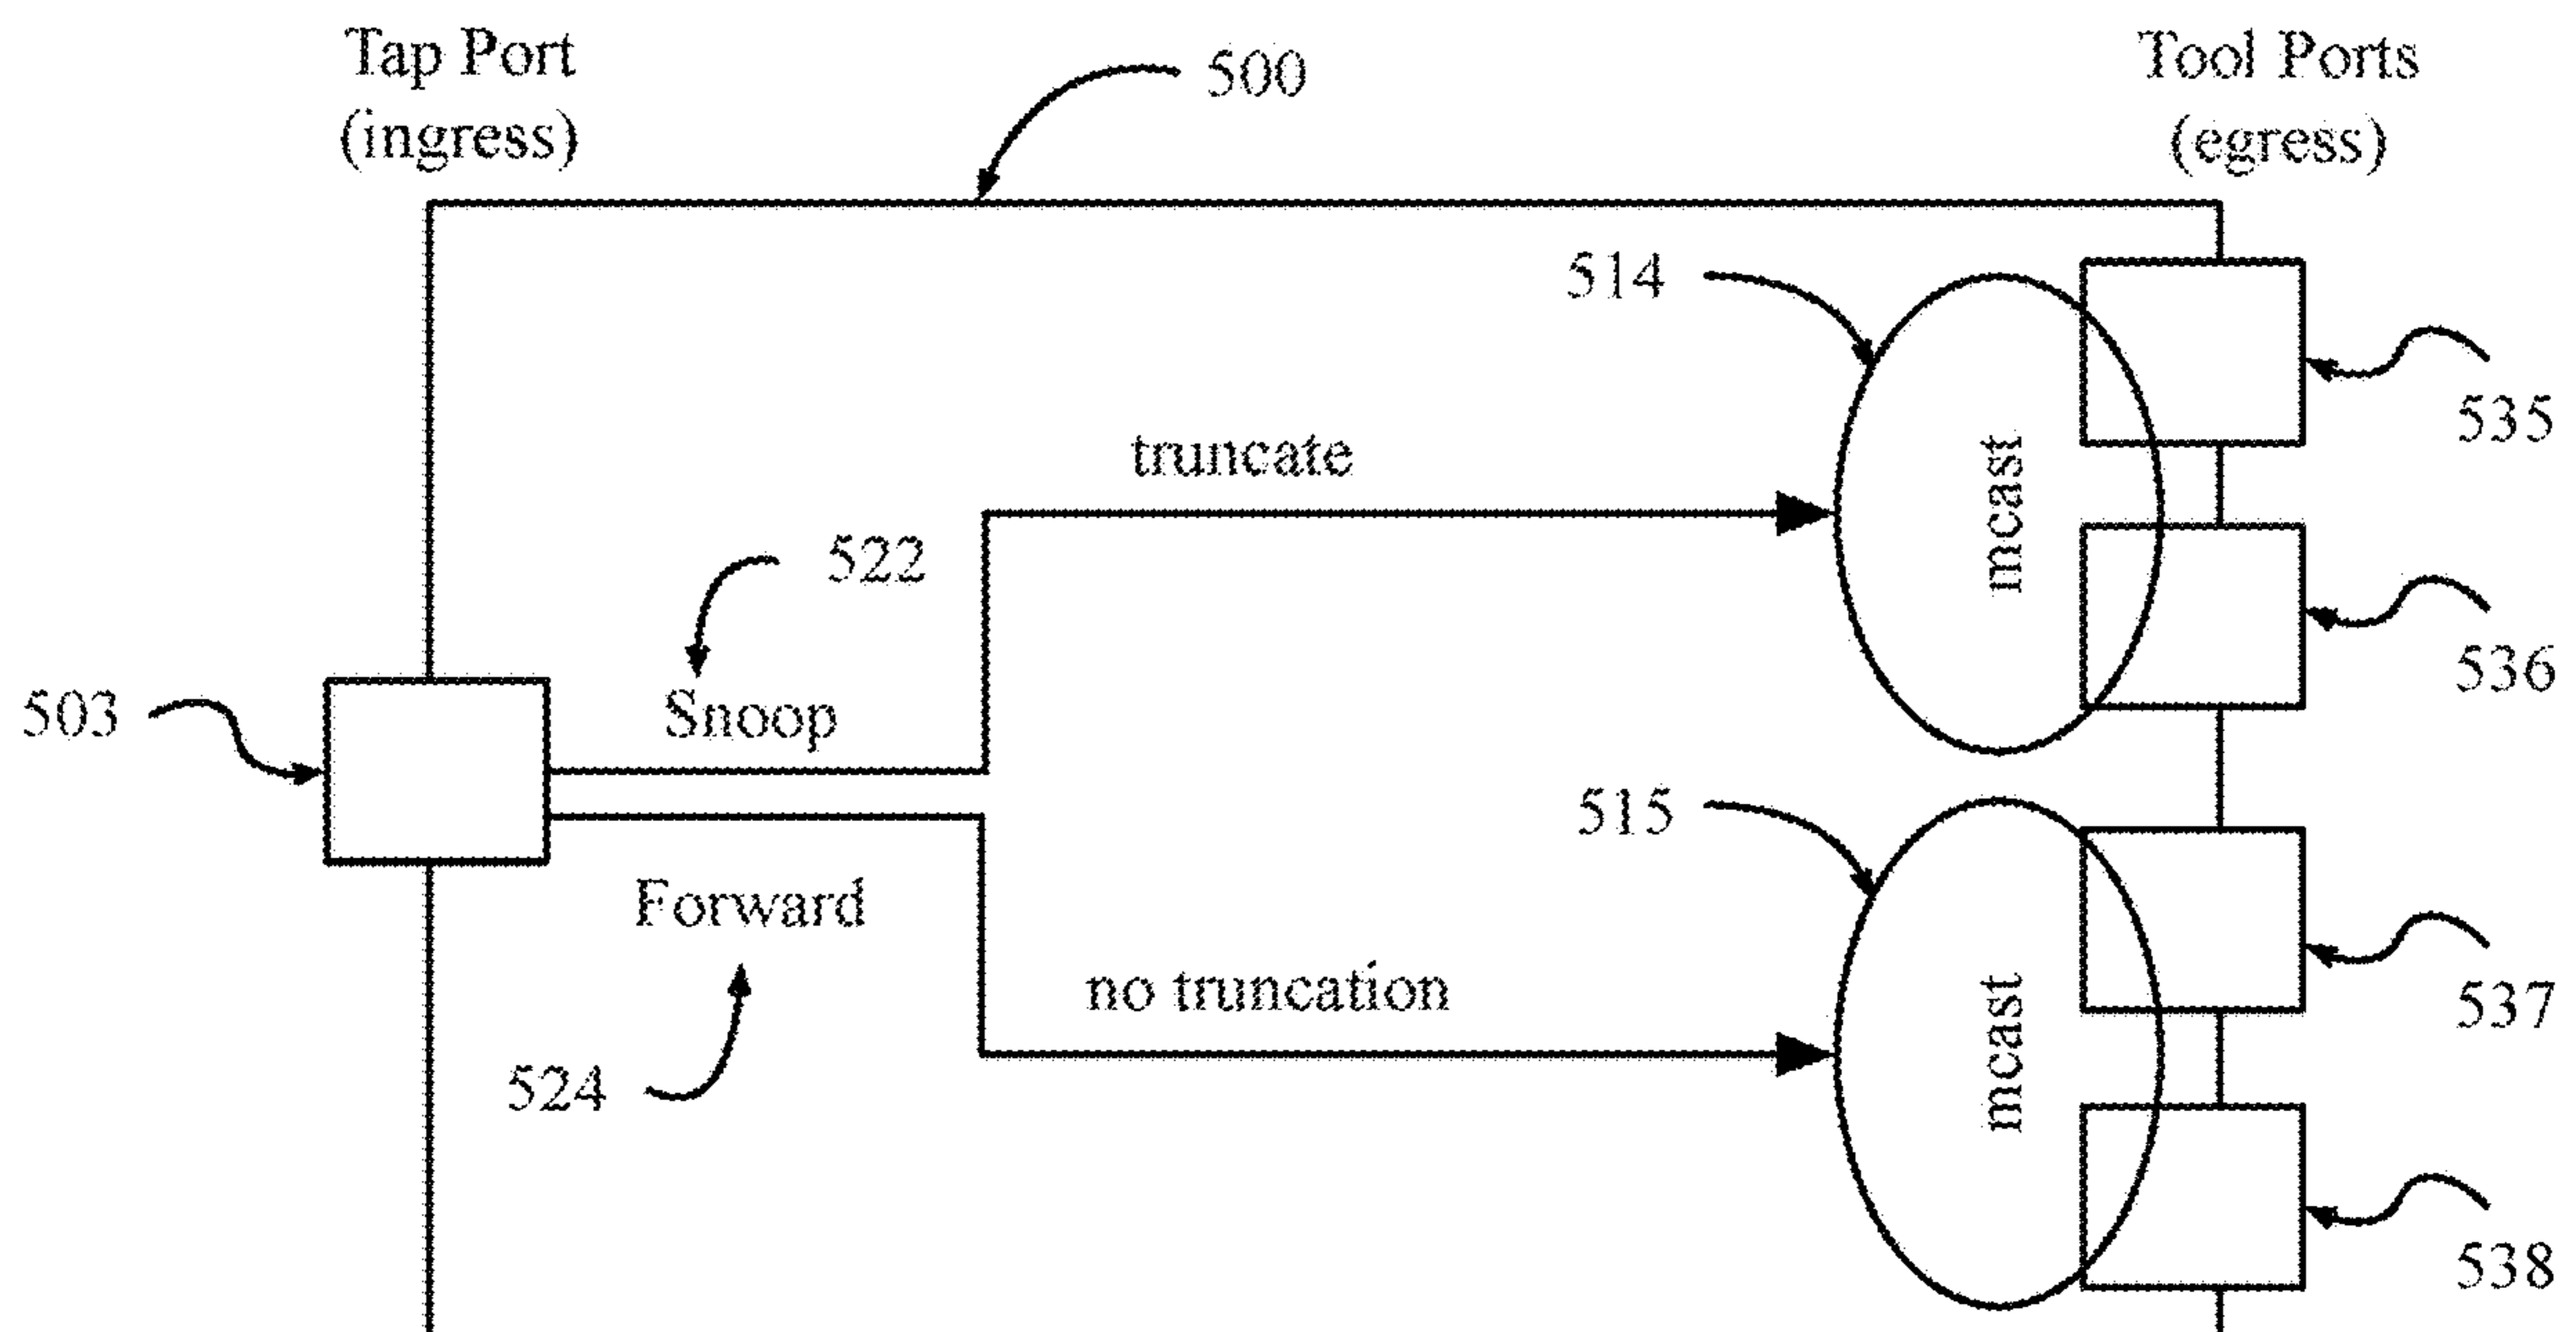 Tap Port
(ingress)
500
Tool Ports
(egress)
514
535
truncate
mcast
522
536
503
Snoop
515
Forward
537
no truncation
mcast
524
538